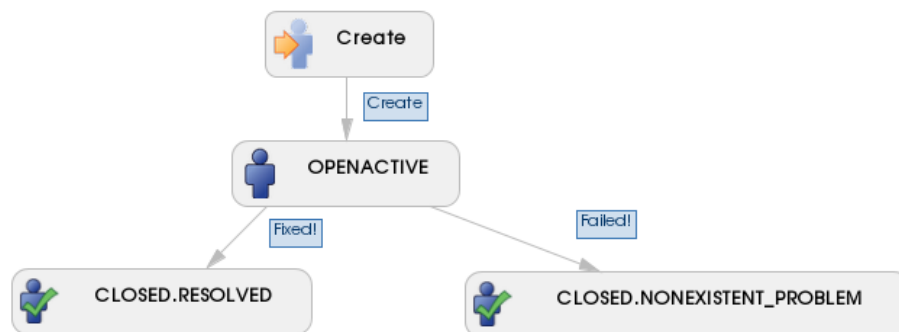 Create
Create
OPENACTIVE
Fixed!
Failed!
CLOSED.RESOLVED
CLOSED.NONEXISTENT_PROBLEM